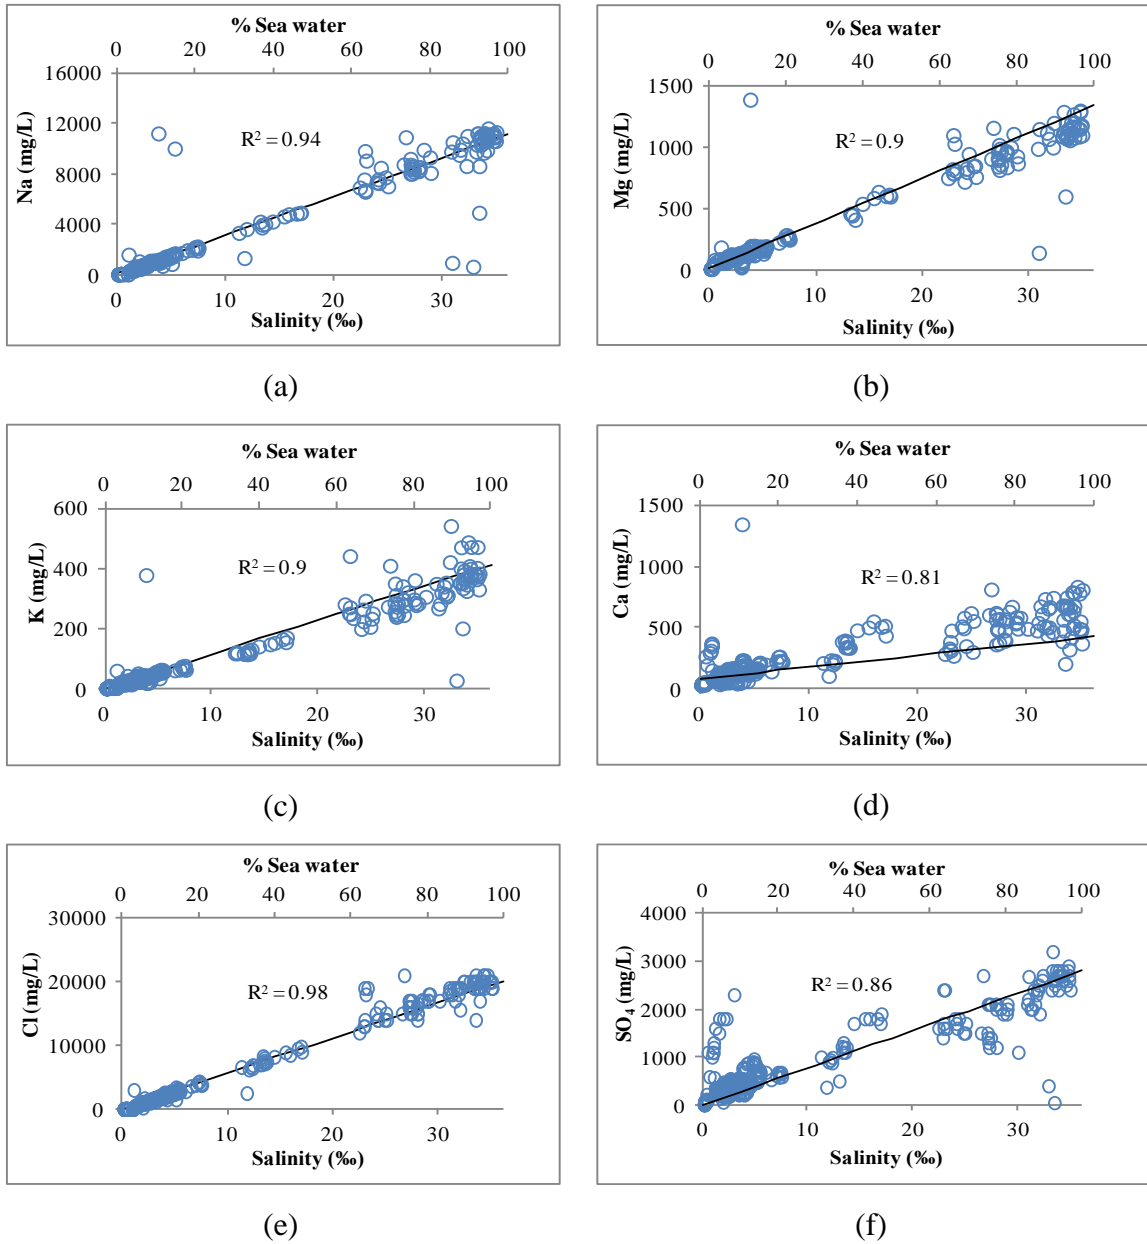 % Sea water
0 20 40 60 80 100
16000
12000
8000
4000
0
Na (mg/L)
R² = 0.94
0 10 20 30
Salinity (‰)
(a)
% Sea water
0 20 40 60 80 100
1500
1000
500
0
Mg (mg/L)
R² = 0.9
0 10 20 30
Salinity (‰)
(b)
% Sea water
0 20 40 60 80 100
600
400
200
0
K (mg/L)
R² = 0.9
0 10 20 30
Salinity (‰)
(c)
% Sea water
0 20 40 60 80 100
1500
1000
500
0
Ca (mg/L)
R² = 0.81
0 10 20 30
Salinity (‰)
(d)
% Sea water
0 20 40 60 80 100
30000
20000
10000
0
Cl (mg/L)
R² = 0.98
0 10 20 30
Salinity (‰)
(e)
% Sea water
0 20 40 60 80 100
4000
3000
2000
1000
0
SO₄ (mg/L)
R² = 0.86
0 10 20 30
Salinity (‰)
(f)